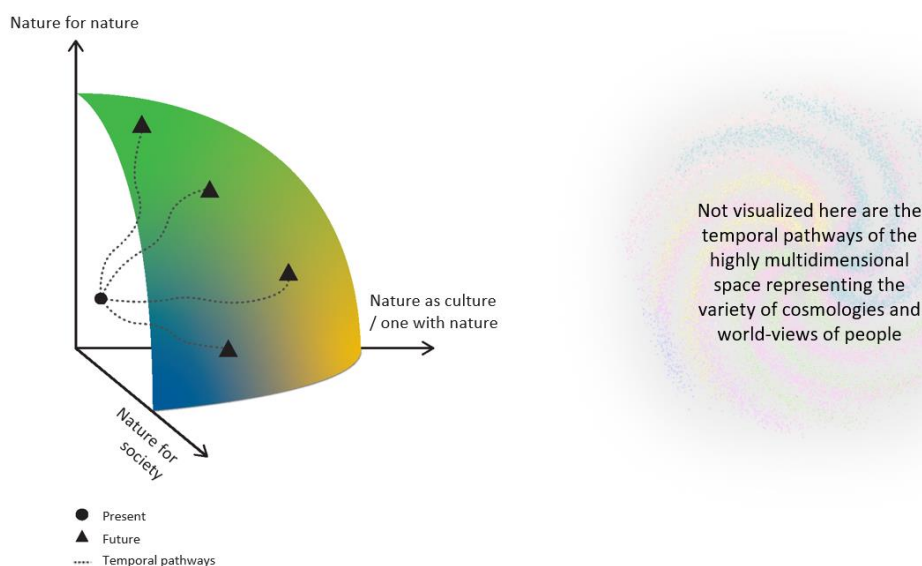 Nature for nature
Nature as culture
/ one with nature
Nature for
society
Present
Future
Temporal pathways
Not visualized here are the
temporal pathways of the
highly multidimensional
space representing the
variety of cosmologies and
world-views of people